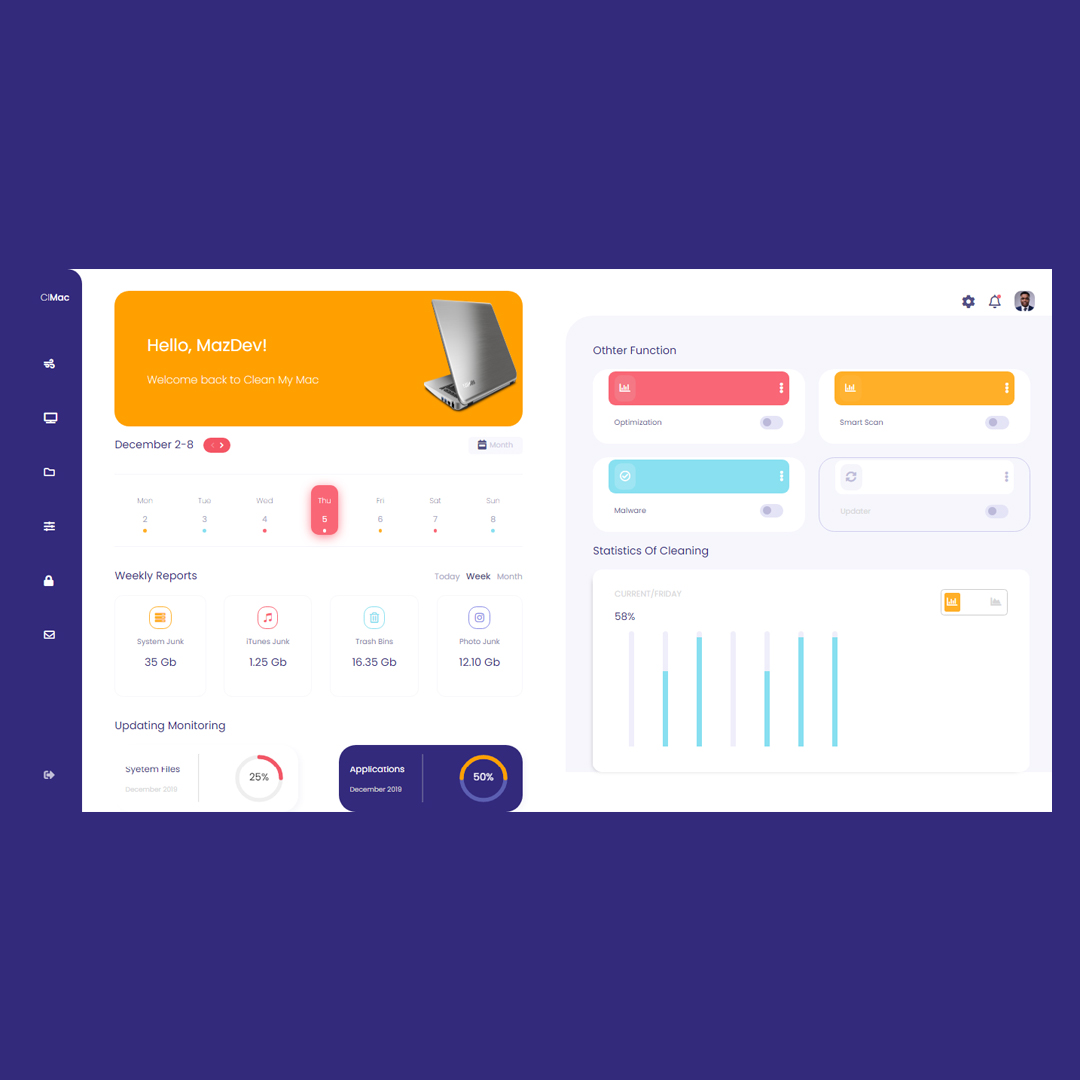 ClMac
Hello, MazDev!
Welcome back to Clean My Mac
December 2-8
Month
Mon
Tue
Wed
Thu
Fri
Sat
Sun
2
3
4
5
6
7
8
Weekly Reports
Today Week Month
System Junk
35 Gb
iTunes Junk
1.25 Gb
Trash Bins
16.35 Gb
Photo Junk
12.10 Gb
Updating Monitoring
Syetem Files
December 2019
25%
Applications
December 2019
50%
Othter Function
Optimization
Smart Scan
Malware
Updater
Statistics Of Cleaning
CURRENT/FRIDAY
58%